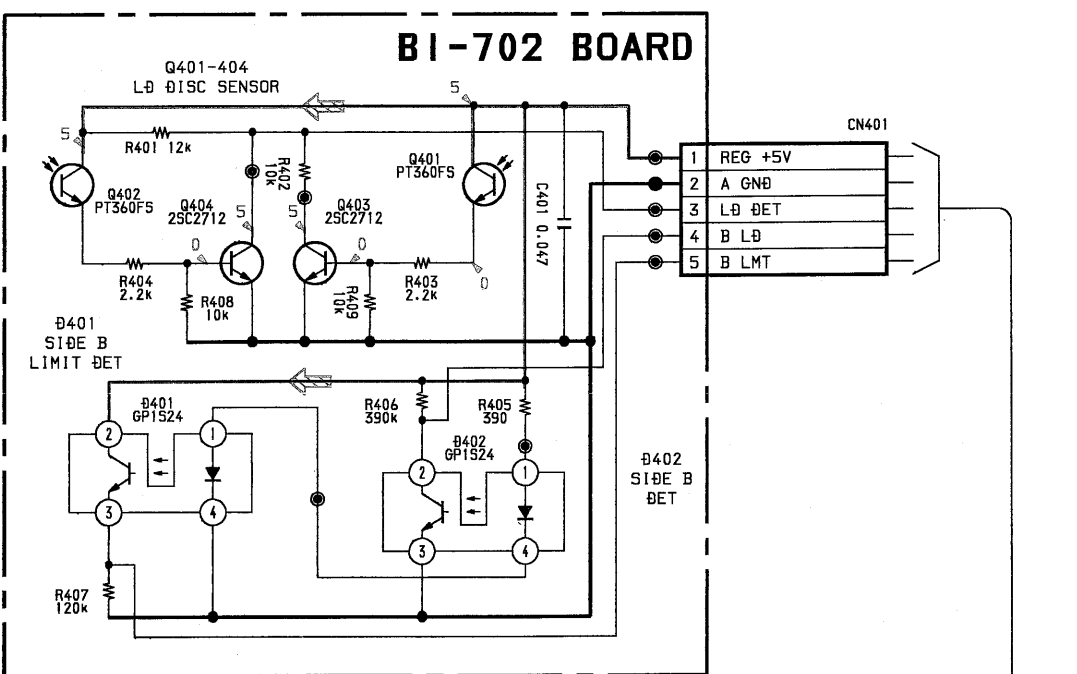 BI-702 BOARD
Q401-404
LD DISC SENSOR
5
5
R401 12k
R402
10k
Q401
PT360FS
CN401
1 REG +5V
2 A GND
3 LD DET
4 B LD
5 B LMT
Q402
PT360FS
Q404
2SC2712
Q403
2SC2712
C401 0.047
5
5
0
0
0
R404
2.2k
R408
10k
R409
10k
R403
2.2k
D401
SIDE B
LIMIT DET
D401
GP1S24
R406
390k
R405
390
D402
GP1S24
D402
SIDE B
DET
2
1
3
4
2
1
3
4
R407
120k